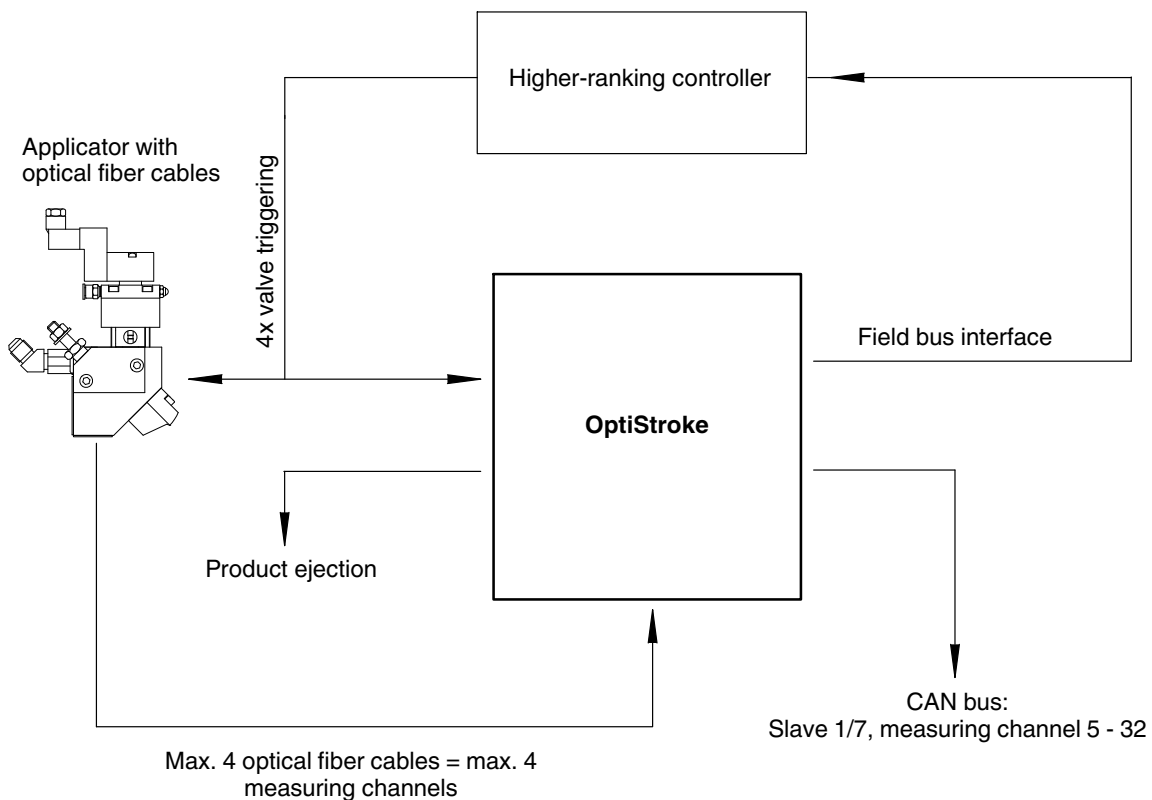 Higher-ranking controller
Applicator with
optical fiber cables
4x valve triggering
Field bus interface
OptiStroke
Product ejection
CAN bus:
Slave 1/7, measuring channel 5 - 32
Max. 4 optical fiber cables = max. 4
measuring channels